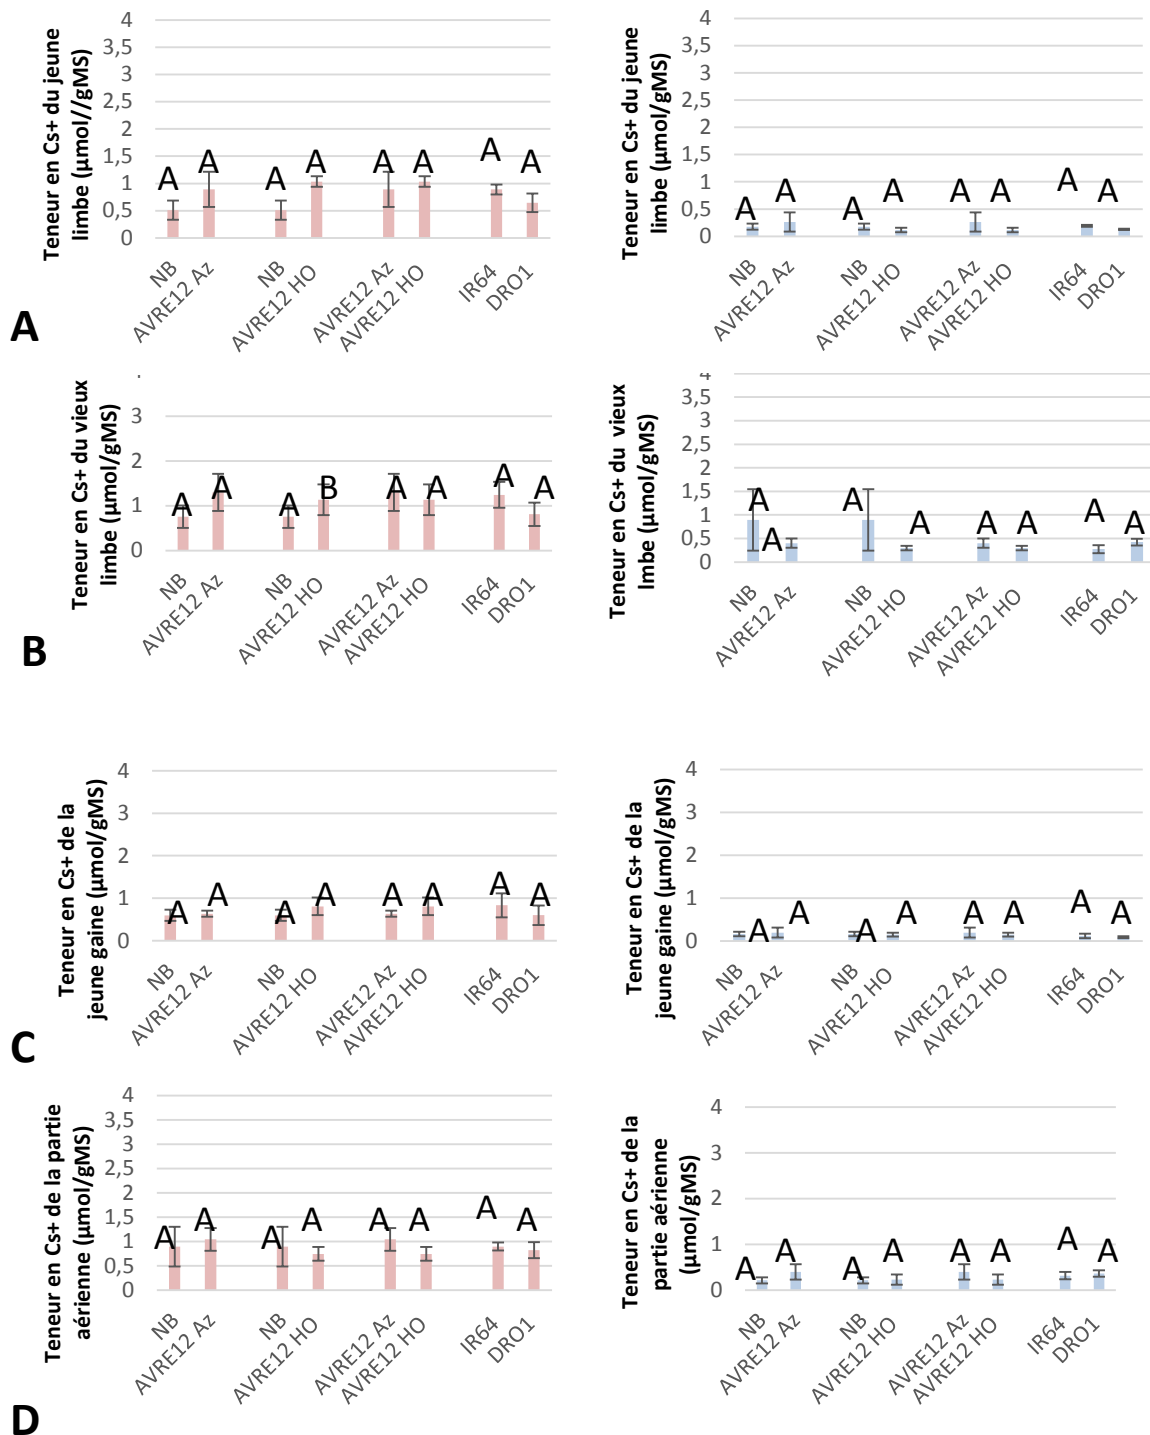 Teneur en Cs+ du jeune
limbe (µmol//gMS)
4
3,5
3
2,5
2
1,5
1
0,5
0
A A A A A A A A
NB
AVRE12 Az
NB
AVRE12 HO
AVRE12 Az
AVRE12 HO
IR64
DRO1
Teneur en Cs+ du jeune
limbe (µmol/gMS)
4
3,5
3
2,5
2
1,5
1
0,5
0
A A A A A A A A
NB
AVRE12 Az
NB
AVRE12 HO
AVRE12 Az
AVRE12 HO
IR64
DRO1
A
Teneur en Cs+ du vieux
limbe (µmol/gMS)
3
2
1
0
A A A B A A A A
NB
AVRE12 Az
NB
AVRE12 HO
AVRE12 Az
AVRE12 HO
IR64
DRO1
Teneur en Cs+ du vieux
lmbe (µmol/gMS)
4
3,5
3
2,5
2
1,5
1
0,5
0
A A A A A A A A
NB
AVRE12 Az
NB
AVRE12 HO
AVRE12 Az
AVRE12 HO
IR64
DRO1
B
Teneur en Cs+ de la
jeune gaine (µmol/gMS)
4
3
2
1
0
A A A A A A A A
NB
AVRE12 Az
NB
AVRE12 HO
AVRE12 Az
AVRE12 HO
IR64
DRO1
Teneur en Cs+ de la
jeune gaine (µmol/gMS)
4
3
2
1
0
A A A A A A A A
NB
AVRE12 Az
NB
AVRE12 HO
AVRE12 Az
AVRE12 HO
IR64
DRO1
C
Teneur en Cs+ de la partie
aérienne (µmol/gMS)
4
3,5
3
2,5
2
1,5
1
0,5
0
A A A A A A A A
NB
AVRE12 Az
NB
AVRE12 HO
AVRE12 Az
AVRE12 HO
IR64
DRO1
Teneur en Cs+ de la
partie aérienne
(µmol/gMS)
4
3
2
1
0
A A A A A A A A
NB
AVRE12 Az
NB
AVRE12 HO
AVRE12 Az
AVRE12 HO
IR64
DRO1
D